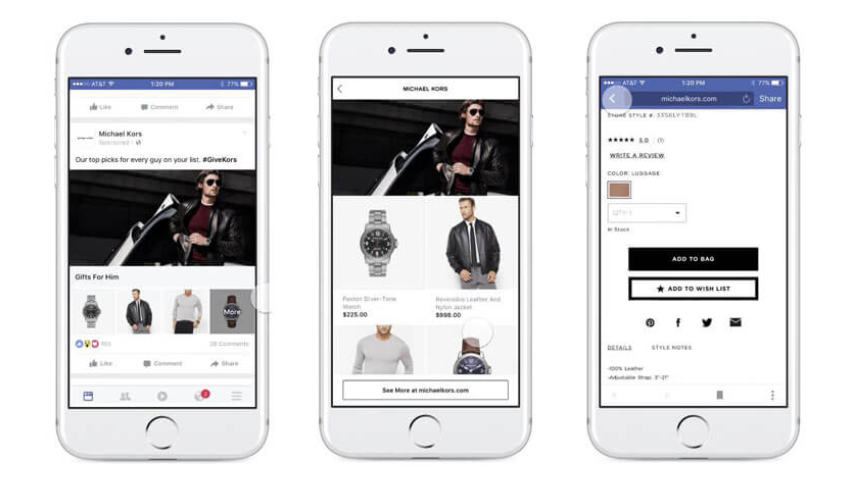 AT&T 1:20 PM 77%
Like Comment Share
Michael Kors
Sponsored
Our top picks for every guy on your list. #GiveKors
Gifts For Him
More
28 Comments
Like Comment Share
2
MICHAEL KORS
Paxton Silver-Tone
Watch
$225.00
Reversible Leather And
Nylon Jacket
$998.00
See More at michaelkors.com
AT&T 1:20 PM 77%
michaelkors.com Share
STORE STYLE #:
5.0 (1)
WRITE A REVIEW
COLOR: LUGGAGE
QTY: 1
In Stock
ADD TO BAG
ADD TO WISH LIST
DETAILS STYLE NOTES
-100% Leather
-Adjustable Strap: 3"-21"